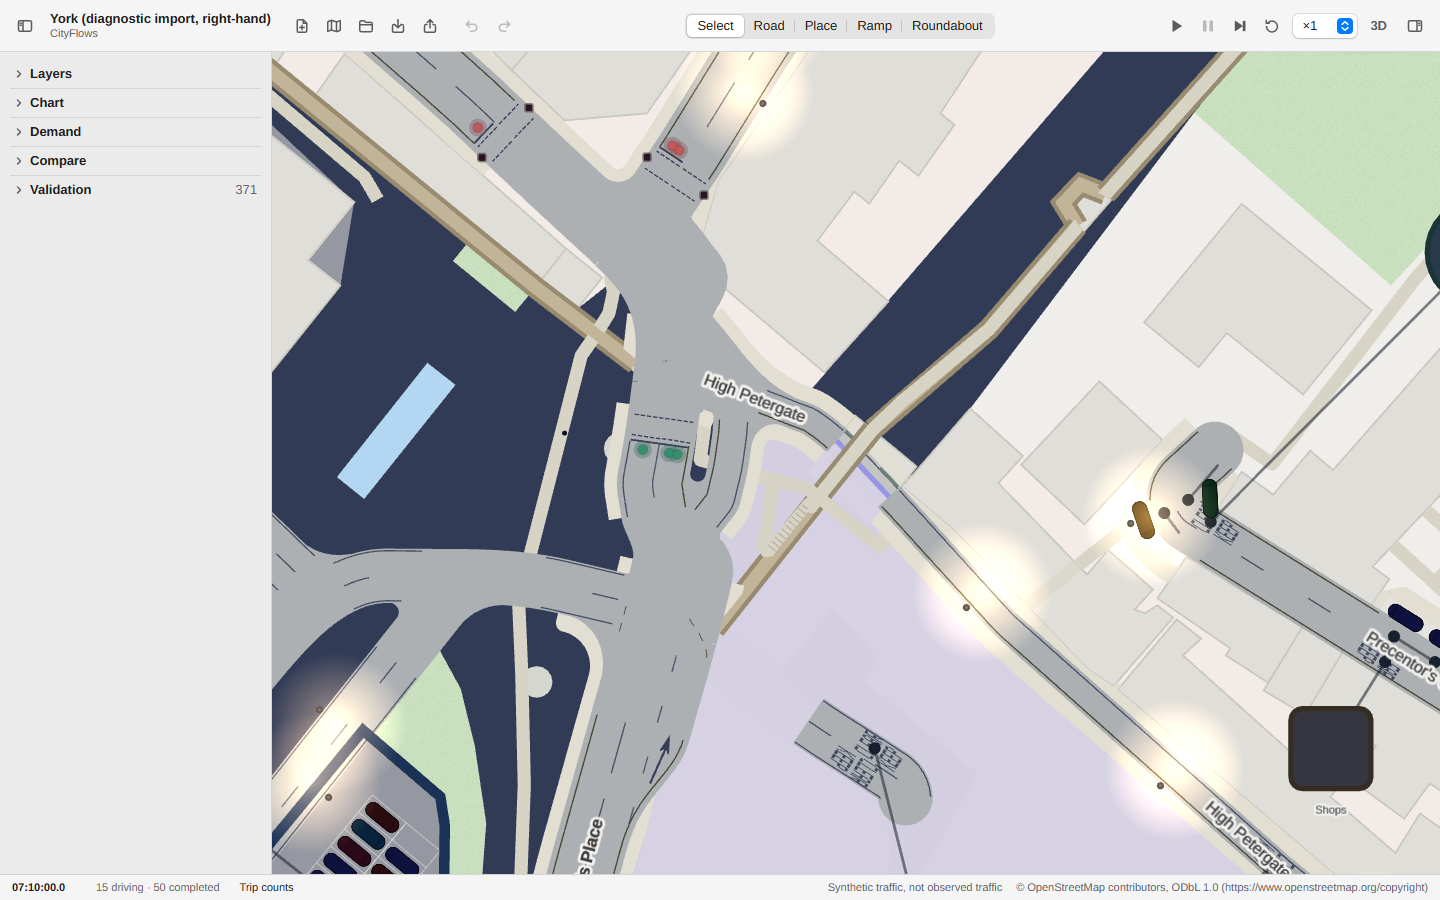 York (diagnostic import, right-hand)
CityFlows
Select
Road
Place
Ramp
Roundabout
×1
3D
Layers
Chart
Demand
Compare
Validation 371
High Petergate
Precentor's
Shops
High Petergate
s Place
07:10:00.0
15 driving · 50 completed
Trip counts
Synthetic traffic, not observed traffic
© OpenStreetMap contributors, ODbL 1.0 (https://www.openstreetmap.org/copyright)